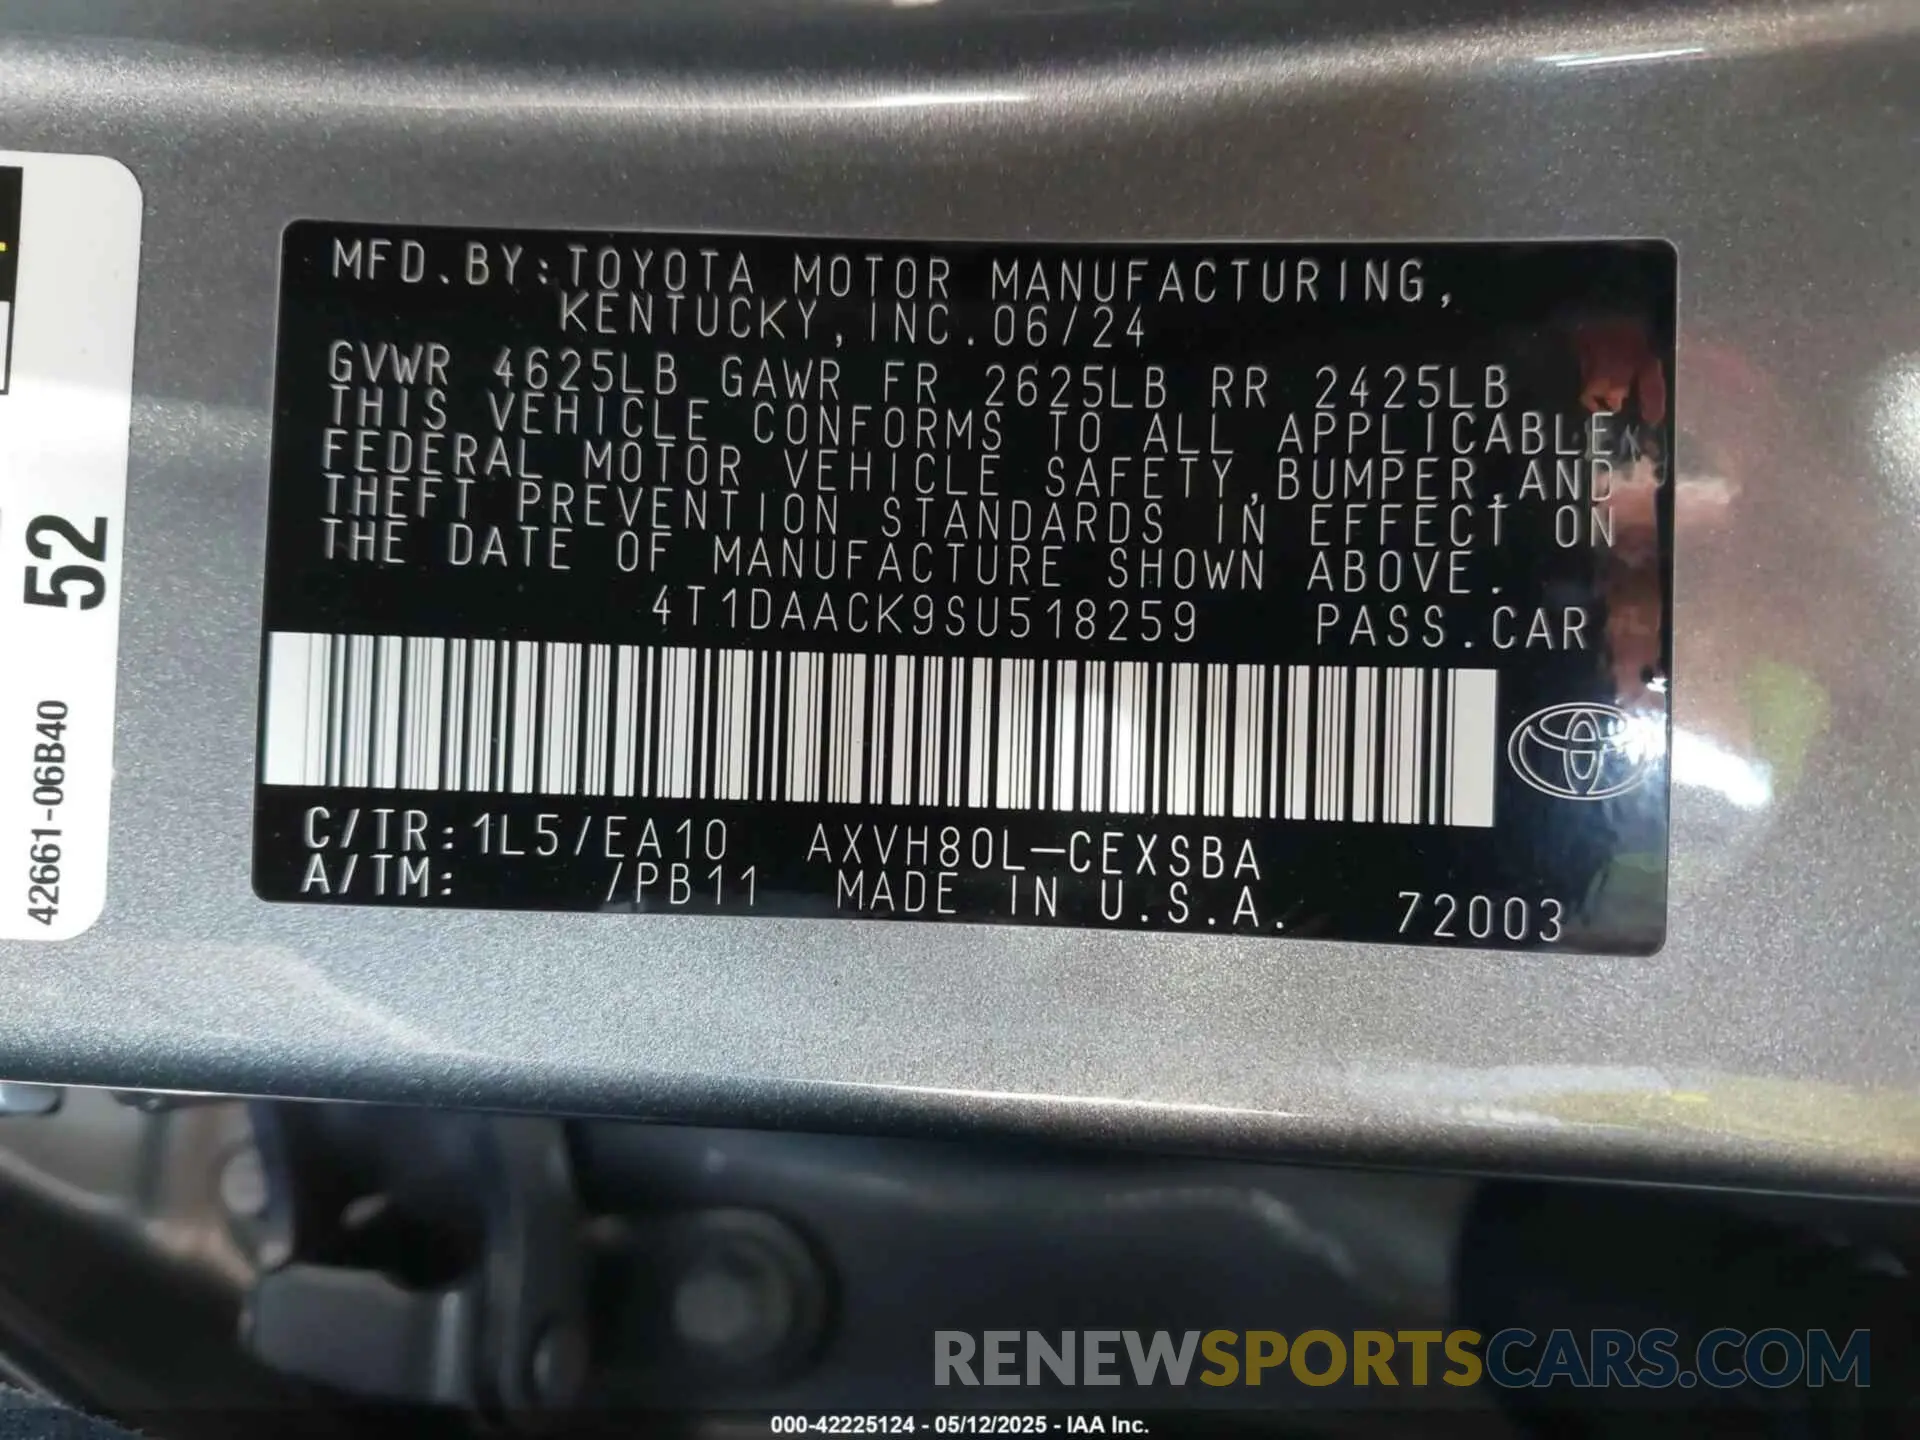 MFD.BY:TOYOTA MOTOR MANUFACTURING,
KENTUCKY, INC.06/24
GVWR 4625LB GAWR FR 2625LB RR 2425LB
THIS VEHICLE CONFORMS TO ALL APPLICABLE
FEDERAL MOTOR VEHICLE SAFETY,BUMPER,AND
THEFT PREVENTION STANDARDS IN EFFECT ON
THE DATE OF MANUFACTURE SHOWN ABOVE.
4T1DAACK9SU518259 PASS.CAR
C/TR:1L5/EA10 AXVH80L-CEXSBA
A/TM: /PB11 MADE IN U.S.A. 72003
52
42661-06B40
RENEWSPORTSCARS.COM
000-42225124 - 05/12/2025 - IAA Inc.